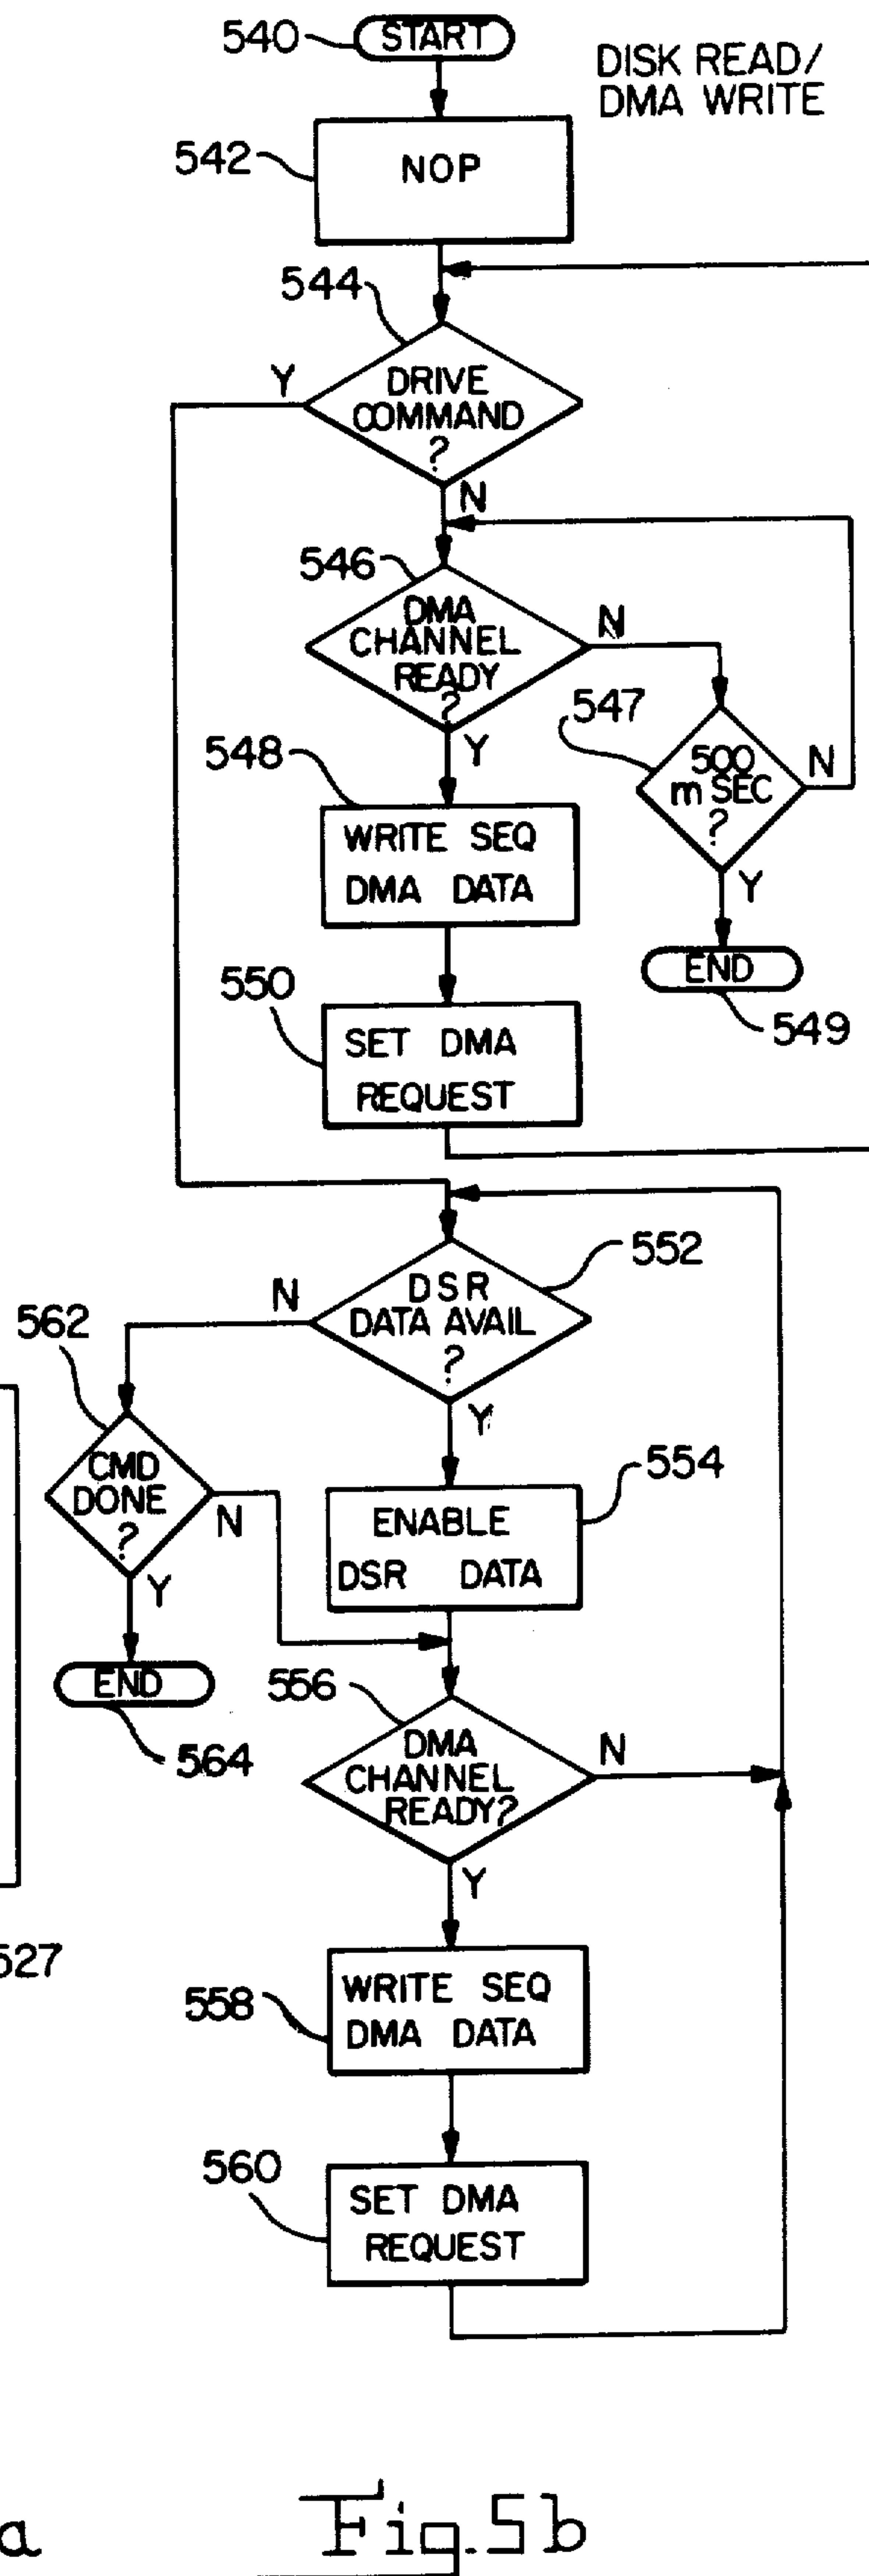 540
START
DISK READ/
DMA WRITE
542
NOP
544
Y
DRIVE
COMMAND
?
N
546
DMA
CHANNEL
READY
?
N
547
500
m SEC
?
N
Y
548
Y
WRITE SEQ
DMA DATA
END
549
550
SET DMA
REQUEST
552
DSR
DATA AVAIL
?
N
Y
562
CMD
DONE
?
N
Y
554
ENABLE
DSR DATA
END
564
556
DMA
CHANNEL
READY?
N
Y
527
558
WRITE SEQ
DMA DATA
560
SET DMA
REQUEST
a
Fig. 5b